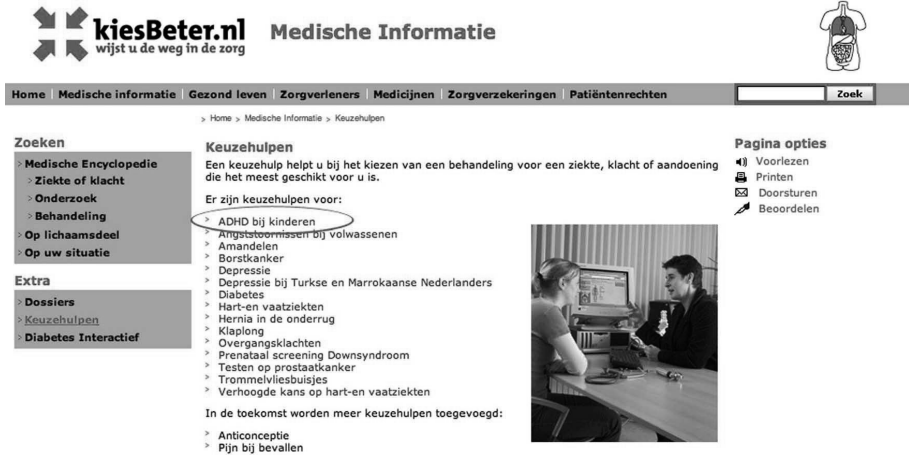 kiesBeter.nl
wijst u de weg in de zorg
Medische Informatie
Home | Medische informatie | Gezond leven | Zorgverleners | Medicijnen | Zorgverzekeringen | Patiëntenrechten
Zoek
> Home > Medische Informatie > Keuzehulpen
Zoeken
> Medische Encyclopedie
> Ziekte of klacht
> Onderzoek
> Behandeling
> Op lichaamsdeel
> Op uw situatie
Extra
> Dossiers
> Keuzehulpen
> Diabetes Interactief
Keuzehulpen
Een keuzehulp helpt u bij het kiezen van een behandeling voor een ziekte, klacht of aandoening
die het meest geschikt voor u is.
Er zijn keuzehulpen voor:
> ADHD bij kinderen
> Angststoornissen bij volwassenen
> Amandelen
> Borstkanker
> Depressie
> Depressie bij Turkse en Marrokaanse Nederlanders
> Diabetes
> Hart-en vaatziekten
> Hernia in de onderrug
> Klaplong
> Overgangsklachten
> Prenataal screening Downsyndroom
> Testen op prostaatkanker
> Trommelvliesbuisjes
> Verhoogde kans op hart-en vaatziekten
In de toekomst worden meer keuzehulpen toegevoegd:
> Anticonceptie
> Pijn bij bevallen
Pagina opties
Voorlezen
Printen
Doorsturen
Beoordelen